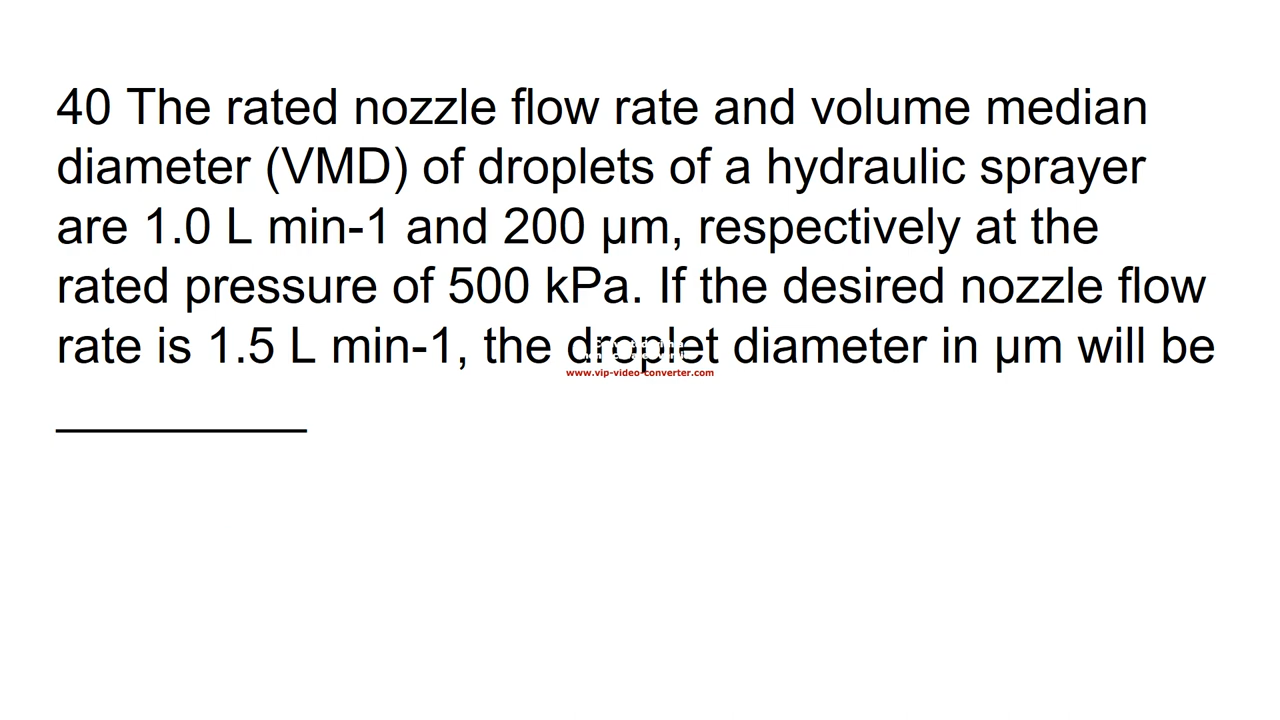 40 The rated nozzle flow rate and volume median
diameter (VMD) of droplets of a hydraulic sprayer
are 1.0 L min-1 and 200 µm, respectively at the
rated pressure of 500 kPa. If the desired nozzle flow
rate is 1.5 L min-1, the droplet diameter in µm will be
__________
www.vip-video-converter.com